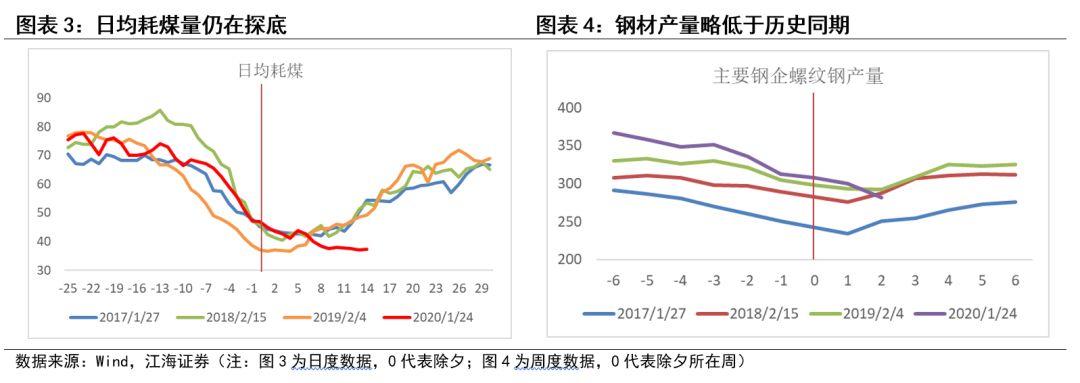 图表 3：日均耗煤量仍在探底
图表 4：钢材产量略低于历史同期
日均耗煤
90
80
70
60
50
40
30
-25 -22 -19 -16 -13 -10 -7 -4 -1 2 5 8 11 14 17 20 23 26 29
2017/1/27 2018/2/15 2019/2/4 2020/1/24
主要钢企螺纹钢产量
400
350
300
250
200
-6 -5 -4 -3 -2 -1 0 1 2 3 4 5 6
2017/1/27 2018/2/15 2019/2/4 2020/1/24
数据来源：Wind，江海证券（注：图 3 为日度数据，0 代表除夕；图 4 为周度数据，0 代表除夕所在周）